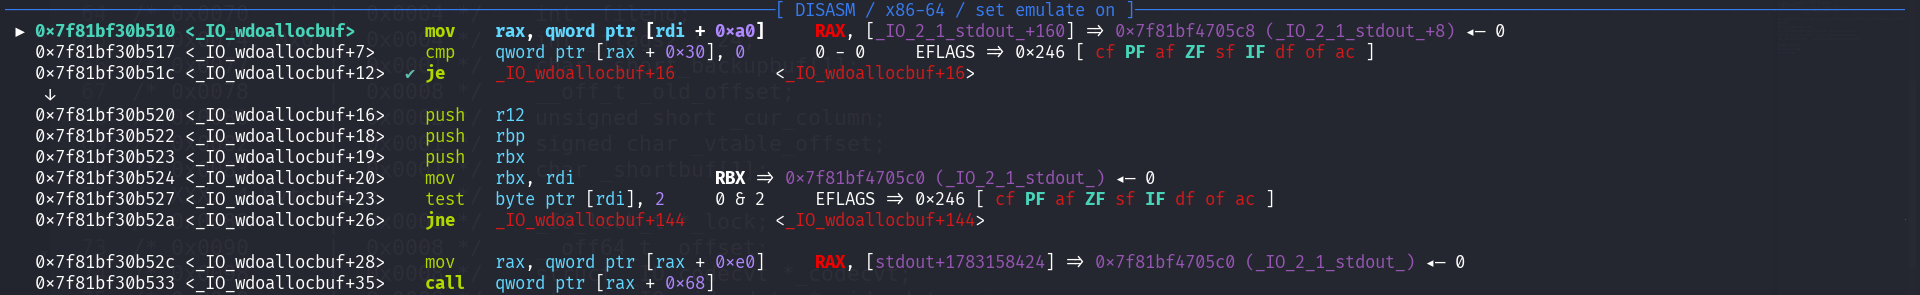 [ DISASM / x86-64 / set emulate on ]
► 0x7f81bf30b510 <_IO_wdoallocbuf>       mov    rax, qword ptr [rdi + 0xa0]     RAX, [_IO_2_1_stdout_+160] => 0x7f81bf4705c8 (_IO_2_1_stdout_+8) ◂— 0
0x7f81bf30b517 <_IO_wdoallocbuf+7>     cmp    qword ptr [rax + 0x30], 0       0 - 0     EFLAGS => 0x246 [ cf PF af ZF sf IF df of ac ]
0x7f81bf30b51c <_IO_wdoallocbuf+12>  ✔ je     _IO_wdoallocbuf+16          <_IO_wdoallocbuf+16>
↓
0x7f81bf30b520 <_IO_wdoallocbuf+16>    push   r12
0x7f81bf30b522 <_IO_wdoallocbuf+18>    push   rbp
0x7f81bf30b523 <_IO_wdoallocbuf+19>    push   rbx
0x7f81bf30b524 <_IO_wdoallocbuf+20>    mov    rbx, rdi              RBX => 0x7f81bf4705c0 (_IO_2_1_stdout_) ◂— 0
0x7f81bf30b527 <_IO_wdoallocbuf+23>    test   byte ptr [rdi], 2     0 & 2     EFLAGS => 0x246 [ cf PF af ZF sf IF df of ac ]
0x7f81bf30b52a <_IO_wdoallocbuf+26>    jne    _IO_wdoallocbuf+144         <_IO_wdoallocbuf+144>
0x7f81bf30b52c <_IO_wdoallocbuf+28>    mov    rax, qword ptr [rax + 0xe0]     RAX, [stdout+1783158424] => 0x7f81bf4705c0 (_IO_2_1_stdout_) ◂— 0
0x7f81bf30b533 <_IO_wdoallocbuf+35>    call   qword ptr [rax + 0x68]